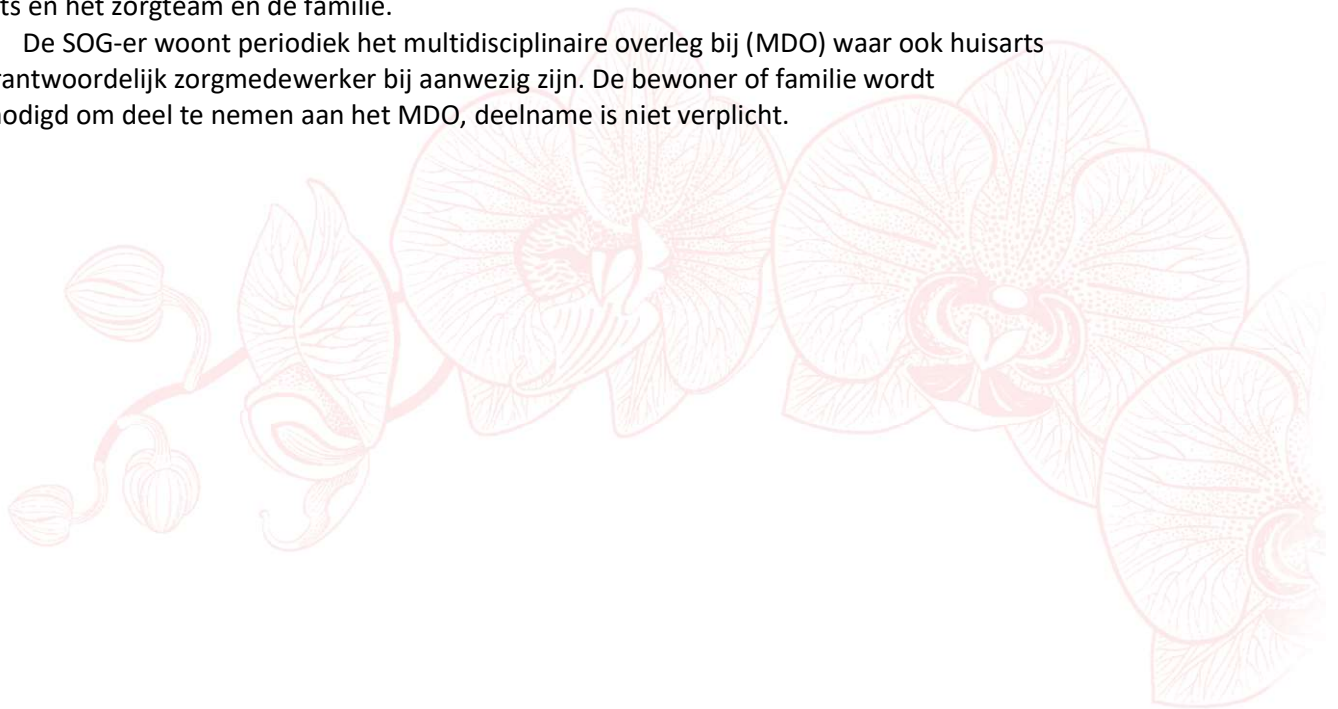 ts en het zorgteam en de familie.
De SOG-er woont periodiek het multidisciplinaire overleg bij (MDO) waar ook huisarts
rantwoordelijk zorgmedewerker bij aanwezig zijn. De bewoner of familie wordt
nodigd om deel te nemen aan het MDO, deelname is niet verplicht.